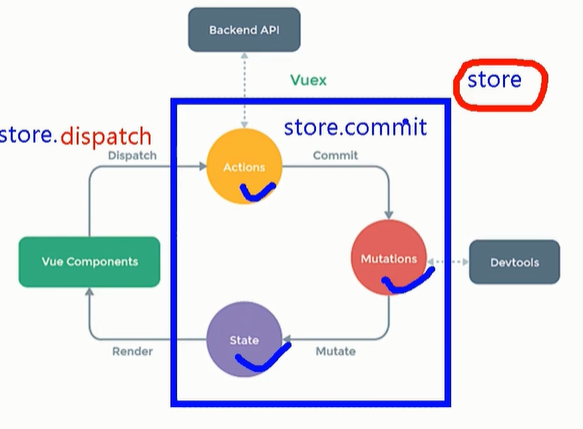 Backend API
Vuex
store
store.dispatch
store.commit
Dispatch
Actions
Commit
Vue Components
Mutations
Devtools
State
Render
Mutate